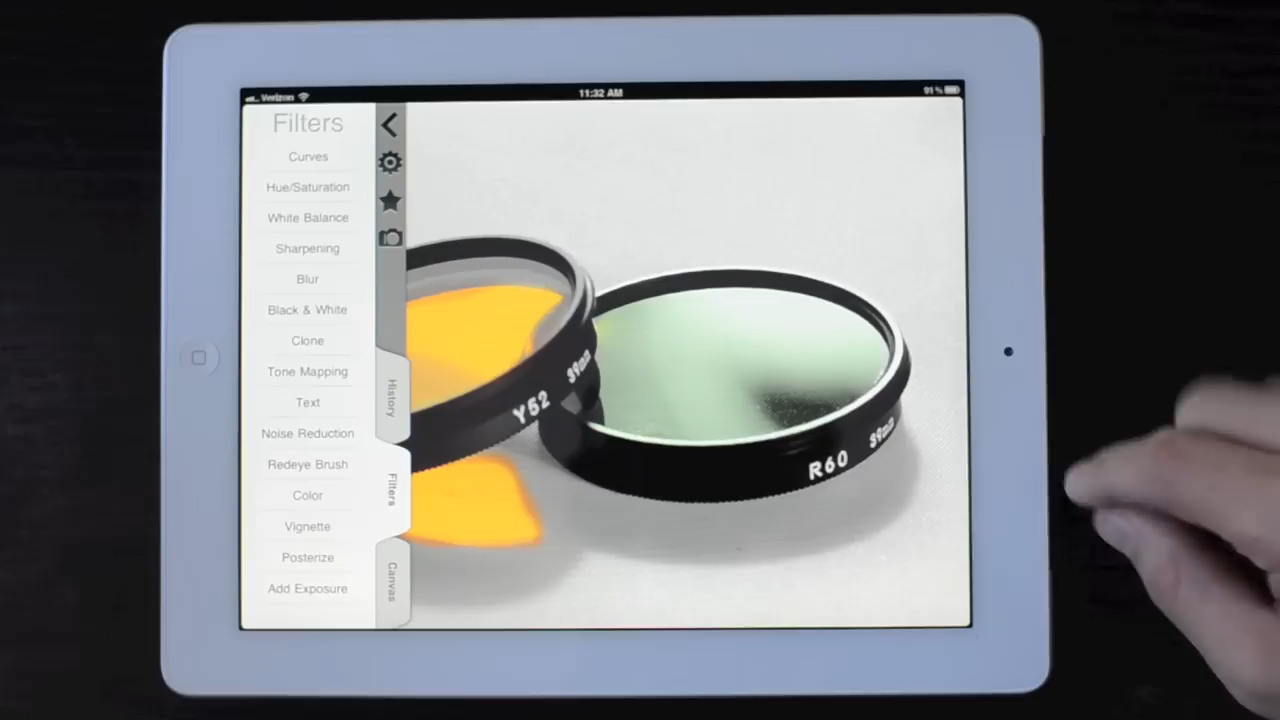 Verizon
11:32 AM
91%
Filters
Curves
Hue/Saturation
White Balance
Sharpening
Blur
Black & White
Clone
Tone Mapping
Text
Noise Reduction
Redeye Brush
Color
Vignette
Posterize
Add Exposure
History
Filters
Canvas
Y52 39mm
R60 39mm